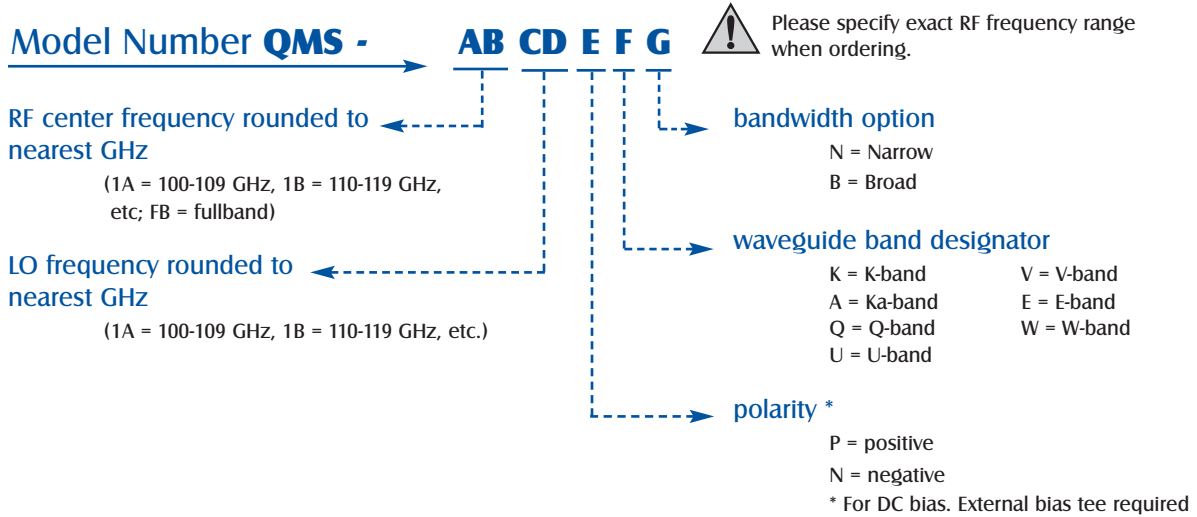 Model Number QMS - AB CD E F G
Please specify exact RF frequency range
when ordering.
RF center frequency rounded to
nearest GHz
(1A = 100-109 GHz, 1B = 110-119 GHz,
etc; FB = fullband)
LO frequency rounded to
nearest GHz
(1A = 100-109 GHz, 1B = 110-119 GHz, etc.)
bandwidth option
N = Narrow
B = Broad
waveguide band designator
K = K-band V = V-band
A = Ka-band E = E-band
Q = Q-band W = W-band
U = U-band
polarity *
P = positive
N = negative
* For DC bias. External bias tee required